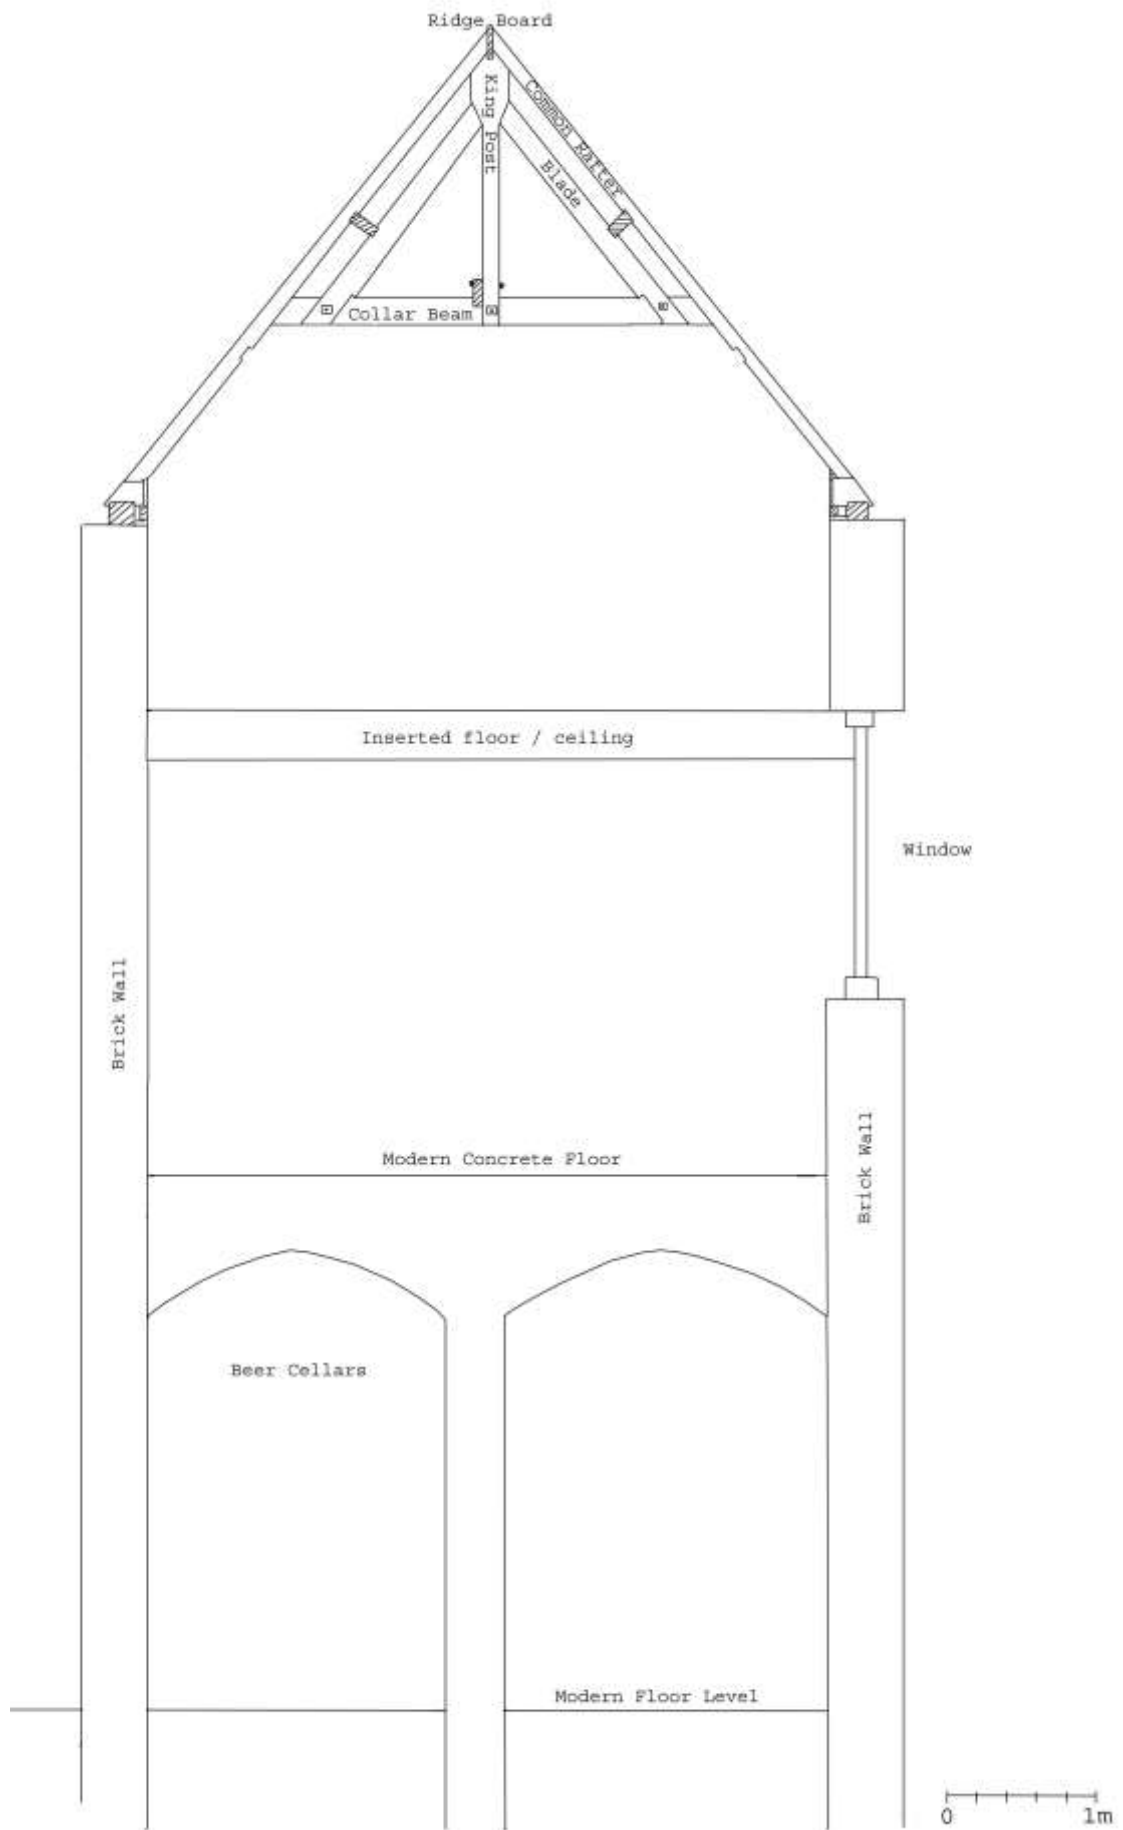 Ridge Board
King Post
Common Rafter
Blade
Collar Beam
Inserted floor / ceiling
Window
Brick Wall
Modern Concrete Floor
Brick Wall
Beer Cellars
Modern Floor Level
0 1m